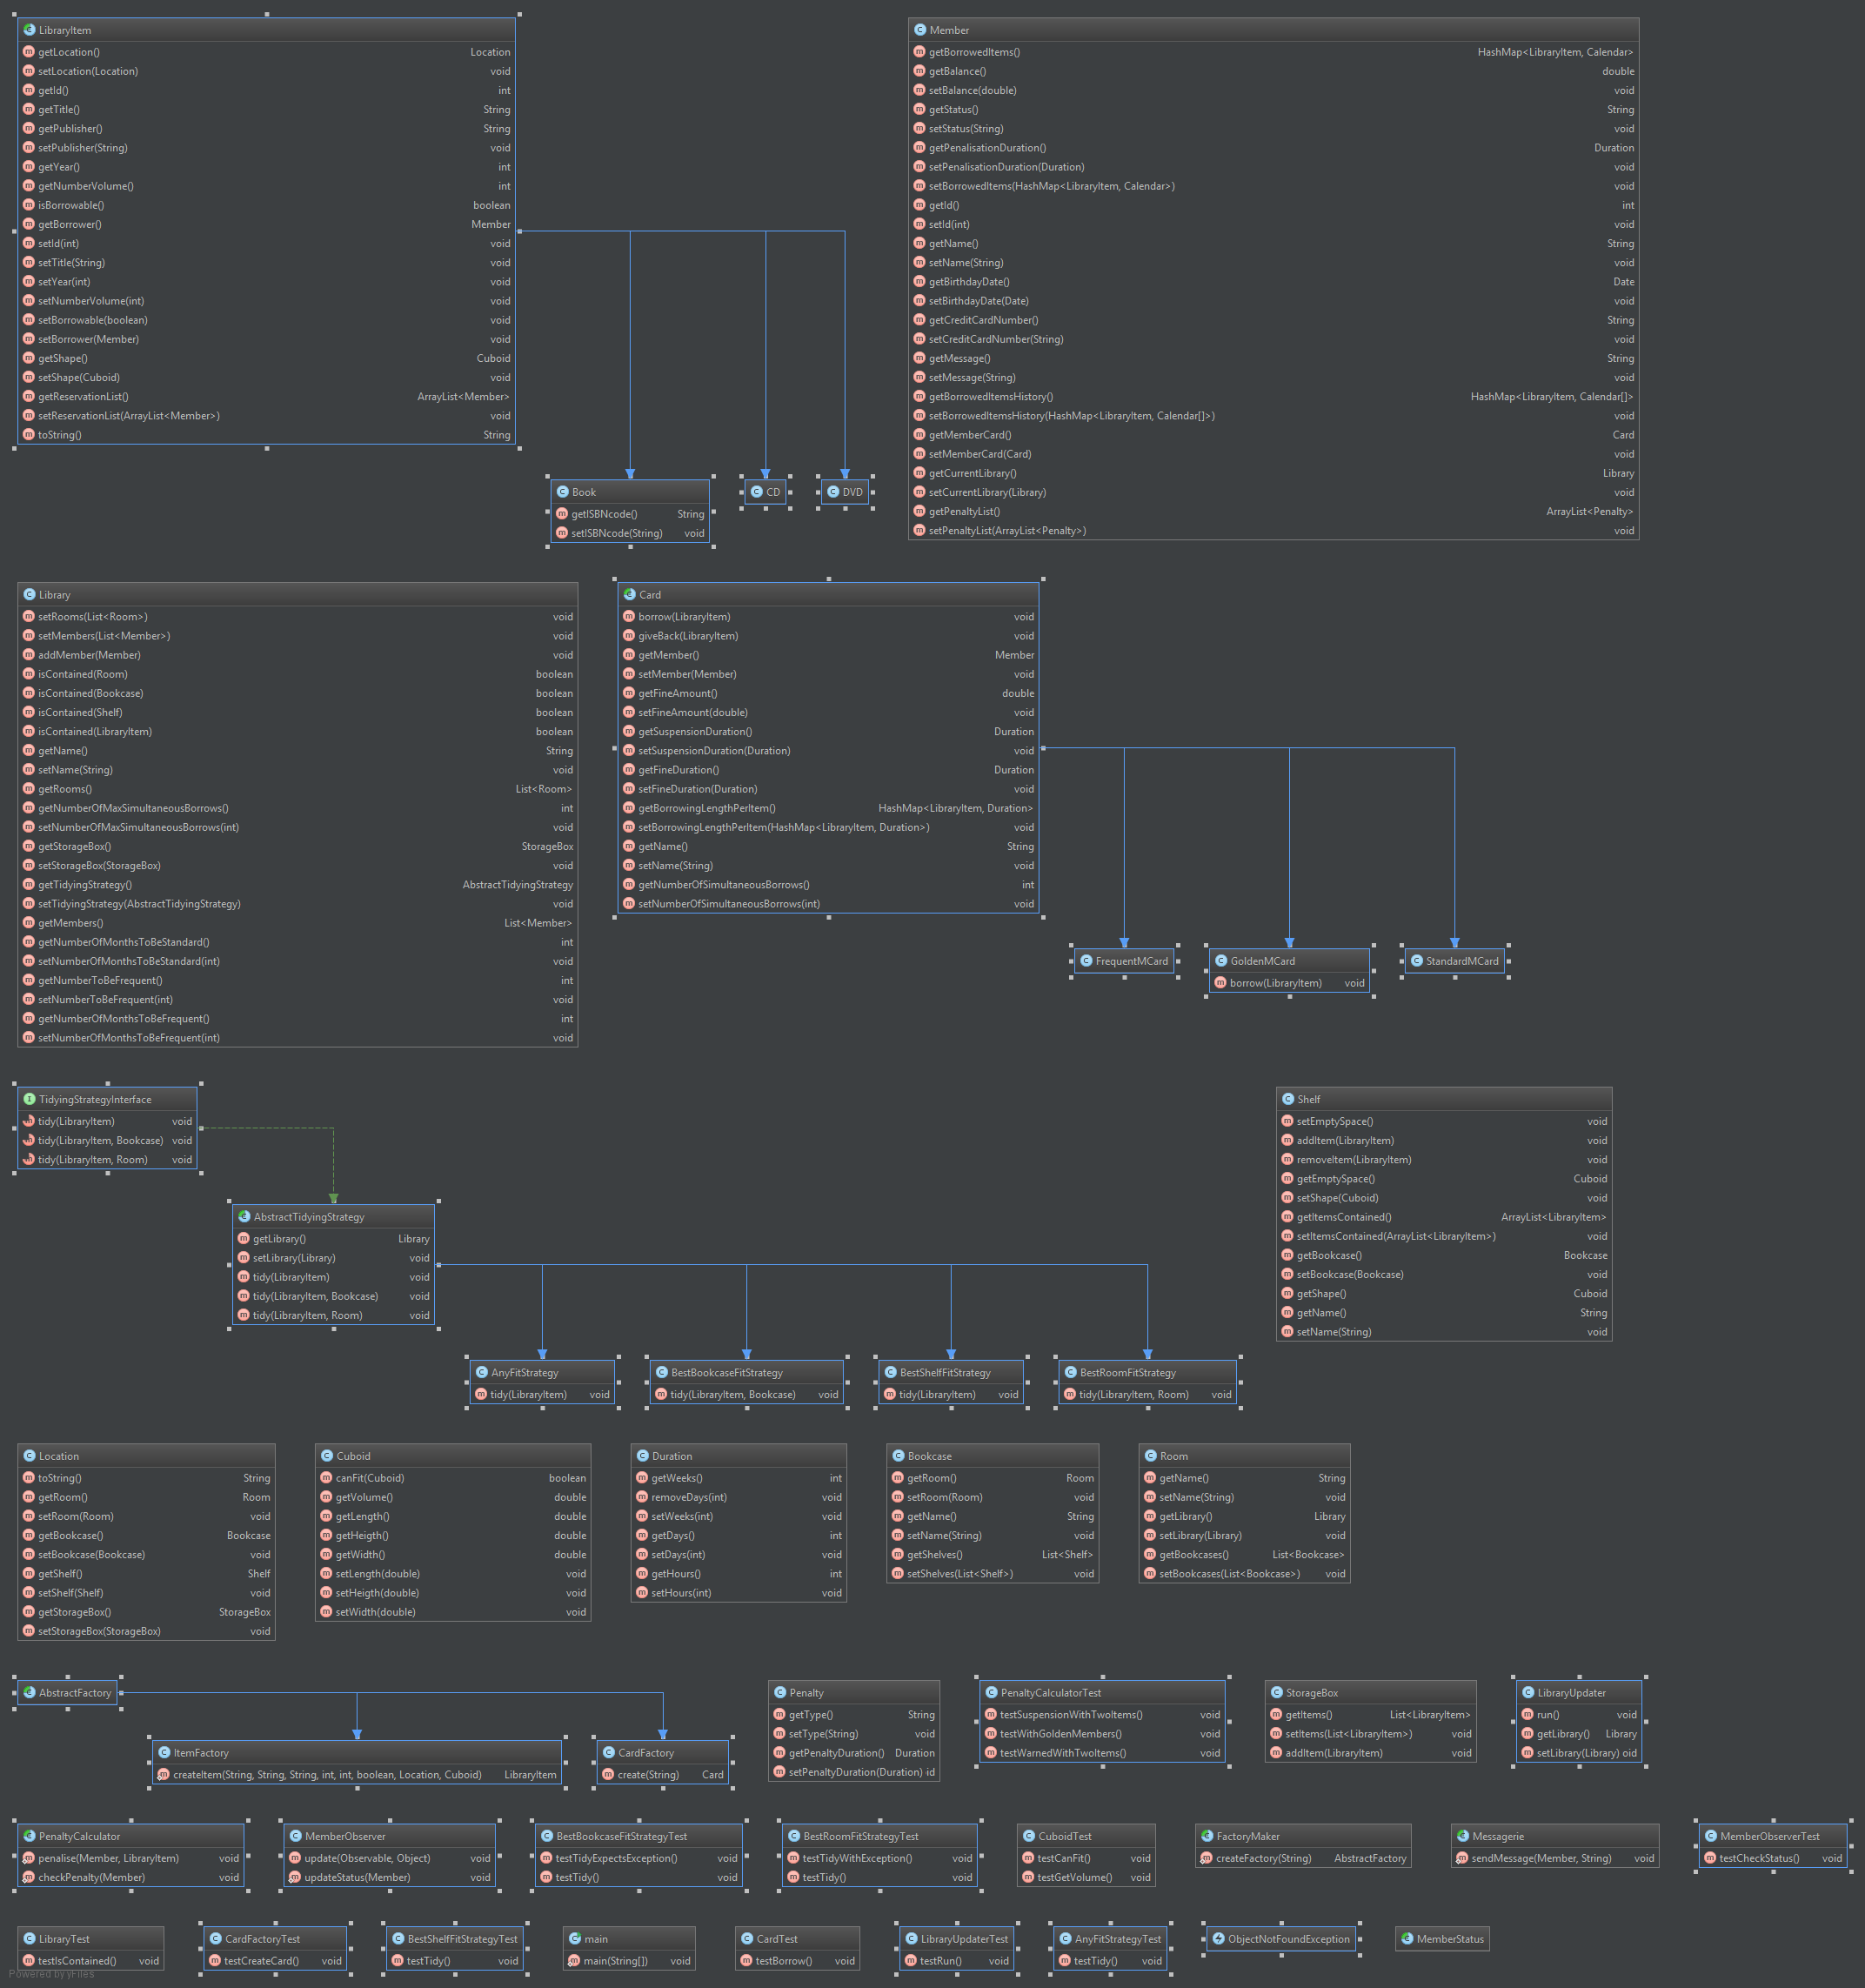 LibraryItem
getLocation() Location
setLocation(Location) void
getId() int
getTitle() String
getPublisher() String
setPublisher(String) void
getYear() int
getNumberVolume() int
isBorrowable() boolean
getBorrower() Member
setId(int) void
setTitle(String) void
setYear(int) void
setNumberVolume(int) void
setBorrowable(boolean) void
setBorrower(Member) void
getShape() Cuboid
setShape(Cuboid) void
getReservationList() ArrayList<Member>
setReservationList(ArrayList<Member>) void
toString() String
Member
getBorrowedItems() HashMap<LibraryItem, Calendar>
getBalance() double
setBalance(double) void
getStatus() String
setStatus(String) void
getPenalisationDuration() Duration
setPenalisationDuration(Duration) void
setBorrowedItems(HashMap<LibraryItem, Calendar>) void
getId() int
setId(int) void
getName() String
setName(String) void
getBirthdayDate() Date
setBirthdayDate(Date) void
getCreditCardNumber() String
setCreditCardNumber(String) void
getMessage() String
setMessage(String) void
getBorrowedItemsHistory() HashMap<LibraryItem, Calendar[]>
setBorrowedItemsHistory(HashMap<LibraryItem, Calendar[]>) void
getMemberCard() Card
setMemberCard(Card) void
getCurrentLibrary() Library
setCurrentLibrary(Library) void
getPenaltyList() ArrayList<Penalty>
setPenaltyList(ArrayList<Penalty>) void
Book
getISBNcode() String
setISBNcode(String) void
CD
DVD
Library
setRooms(List<Room>) void
setMembers(List<Member>) void
addMember(Member) void
isContained(Room) boolean
isContained(Bookcase) boolean
isContained(Shelf) boolean
isContained(LibraryItem) boolean
getName() String
setName(String) void
getRooms() List<Room>
getNumberOfMaxSimultaneousBorrows() int
setNumberOfMaxSimultaneousBorrows(int) void
getStorageBox() StorageBox
setStorageBox(StorageBox) void
getTidyingStrategy() AbstractTidyingStrategy
setTidyingStrategy(AbstractTidyingStrategy) void
getMembers() List<Member>
getNumberOfMonthsToBeStandard() int
setNumberOfMonthsToBeStandard(int) void
getNumberToBeFrequent() int
setNumberToBeFrequent(int) void
getNumberOfMonthsToBeFrequent() int
setNumberOfMonthsToBeFrequent(int) void
Card
borrow(LibraryItem) void
giveBack(LibraryItem) void
getMember() Member
setMember(Member) void
getFineAmount() double
setFineAmount(double) void
getSuspensionDuration() Duration
setSuspensionDuration(Duration) void
getFineDuration() Duration
setFineDuration(Duration) void
getBorrowingLengthPerItem() HashMap<LibraryItem, Duration>
setBorrowingLengthPerItem(HashMap<LibraryItem, Duration>) void
getName() String
setName(String) void
getNumberOfSimultaneousBorrows() int
setNumberOfSimultaneousBorrows(int) void
FrequentMCard
GoldenMCard
borrow(LibraryItem) void
StandardMCard
TidyingStrategyInterface
tidy(LibraryItem) void
tidy(LibraryItem, Bookcase) void
tidy(LibraryItem, Room) void
AbstractTidyingStrategy
getLibrary() Library
setLibrary(Library) void
tidy(LibraryItem) void
tidy(LibraryItem, Bookcase) void
tidy(LibraryItem, Room) void
Shelf
setEmptySpace() void
addItem(LibraryItem) void
removeItem(LibraryItem) void
getEmptySpace() Cuboid
setShape(Cuboid) void
getItemsContained() ArrayList<LibraryItem>
setItemsContained(ArrayList<LibraryItem>) void
getBookcase() Bookcase
setBookcase(Bookcase) void
getShape() Cuboid
getName() String
setName(String) void
AnyFitStrategy
tidy(LibraryItem) void
BestBookcaseFitStrategy
tidy(LibraryItem, Bookcase) void
BestShelfFitStrategy
tidy(LibraryItem) void
BestRoomFitStrategy
tidy(LibraryItem, Room) void
Location
toString() String
getRoom() Room
setRoom(Room) void
getBookcase() Bookcase
setBookcase(Bookcase) void
getShelf() Shelf
setShelf(Shelf) void
getStorageBox() StorageBox
setStorageBox(StorageBox) void
Cuboid
canFit(Cuboid) boolean
getVolume() double
getLength() double
getHeigth() double
getWidth() double
setLength(double) void
setHeigth(double) void
setWidth(double) void
Duration
getWeeks() int
removeDays(int) void
setWeeks(int) void
getDays() int
setDays(int) void
getHours() int
setHours(int) void
Bookcase
getRoom() Room
setRoom(Room) void
getName() String
setName(String) void
getShelves() List<Shelf>
setShelves(List<Shelf>) void
Room
getName() String
setName(String) void
getLibrary() Library
setLibrary(Library) void
getBookcases() List<Bookcase>
setBookcases(List<Bookcase>) void
AbstractFactory
ItemFactory
createItem(String, String, String, int, int, boolean, Location, Cuboid) LibraryItem
CardFactory
create(String) Card
Penalty
getType() String
setType(String) void
getPenaltyDuration() Duration
setPenaltyDuration(Duration) id
PenaltyCalculatorTest
testSuspensionWithTwoItems() void
testWithGoldenMembers() void
testWarnedWithTwoItems() void
StorageBox
getItems() List<LibraryItem>
setItems(List<LibraryItem>) void
addItem(LibraryItem) void
LibraryUpdater
run() void
getLibrary() Library
setLibrary(Library) oid
PenaltyCalculator
penalise(Member, LibraryItem) void
checkPenalty(Member) void
MemberObserver
update(Observable, Object) void
updateStatus(Member) void
BestBookcaseFitStrategyTest
testTidyExpectsException() void
testTidy() void
BestRoomFitStrategyTest
testTidyWithException() void
testTidy() void
CuboidTest
testCanFit() void
testGetVolume() void
FactoryMaker
createFactory(String) AbstractFactory
Messagerie
sendMessage(Member, String) void
MemberObserverTest
testCheckStatus() void
LibraryTest
testIsContained() void
CardFactoryTest
testCreateCard() void
BestShelfFitStrategyTest
testTidy() void
main
main(String[]) void
CardTest
testBorrow() void
LibraryUpdaterTest
testRun() void
AnyFitStrategyTest
testTidy() void
ObjectNotFoundException
MemberStatus
Powered by yFiles